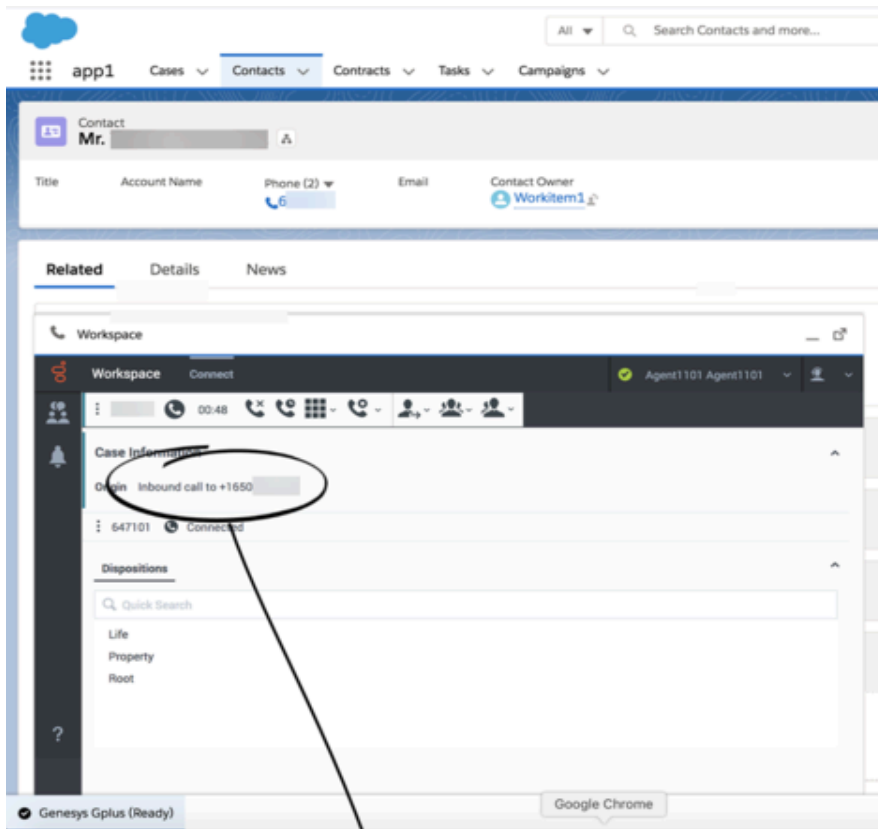 All Search Contacts and more...
app1 Cases Contacts Contracts Tasks Campaigns
Contact
Mr.
Title Account Name Phone (2) Email Contact Owner
6 Workitem1
Related Details News
Workspace
Workspace Connect Agent1101 Agent1101
00:48
Case Information
Origin Inbound call to +1650
647101 Connected
Dispositions
Quick Search
Life
Property
Root
?
Google Chrome
Genesys Gplus (Ready)